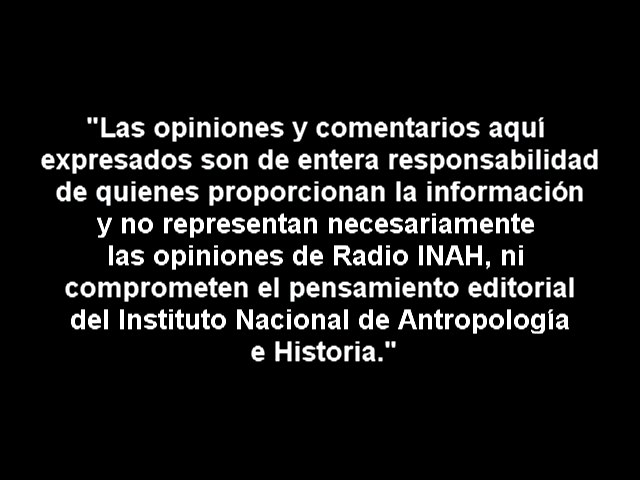 "Las opiniones y comentarios aquí
expresados son de entera responsabilidad
de quienes proporcionan la información
y no representan necesariamente
las opiniones de Radio INAH, ni
comprometen el pensamiento editorial
del Instituto Nacional de Antropología
e Historia."